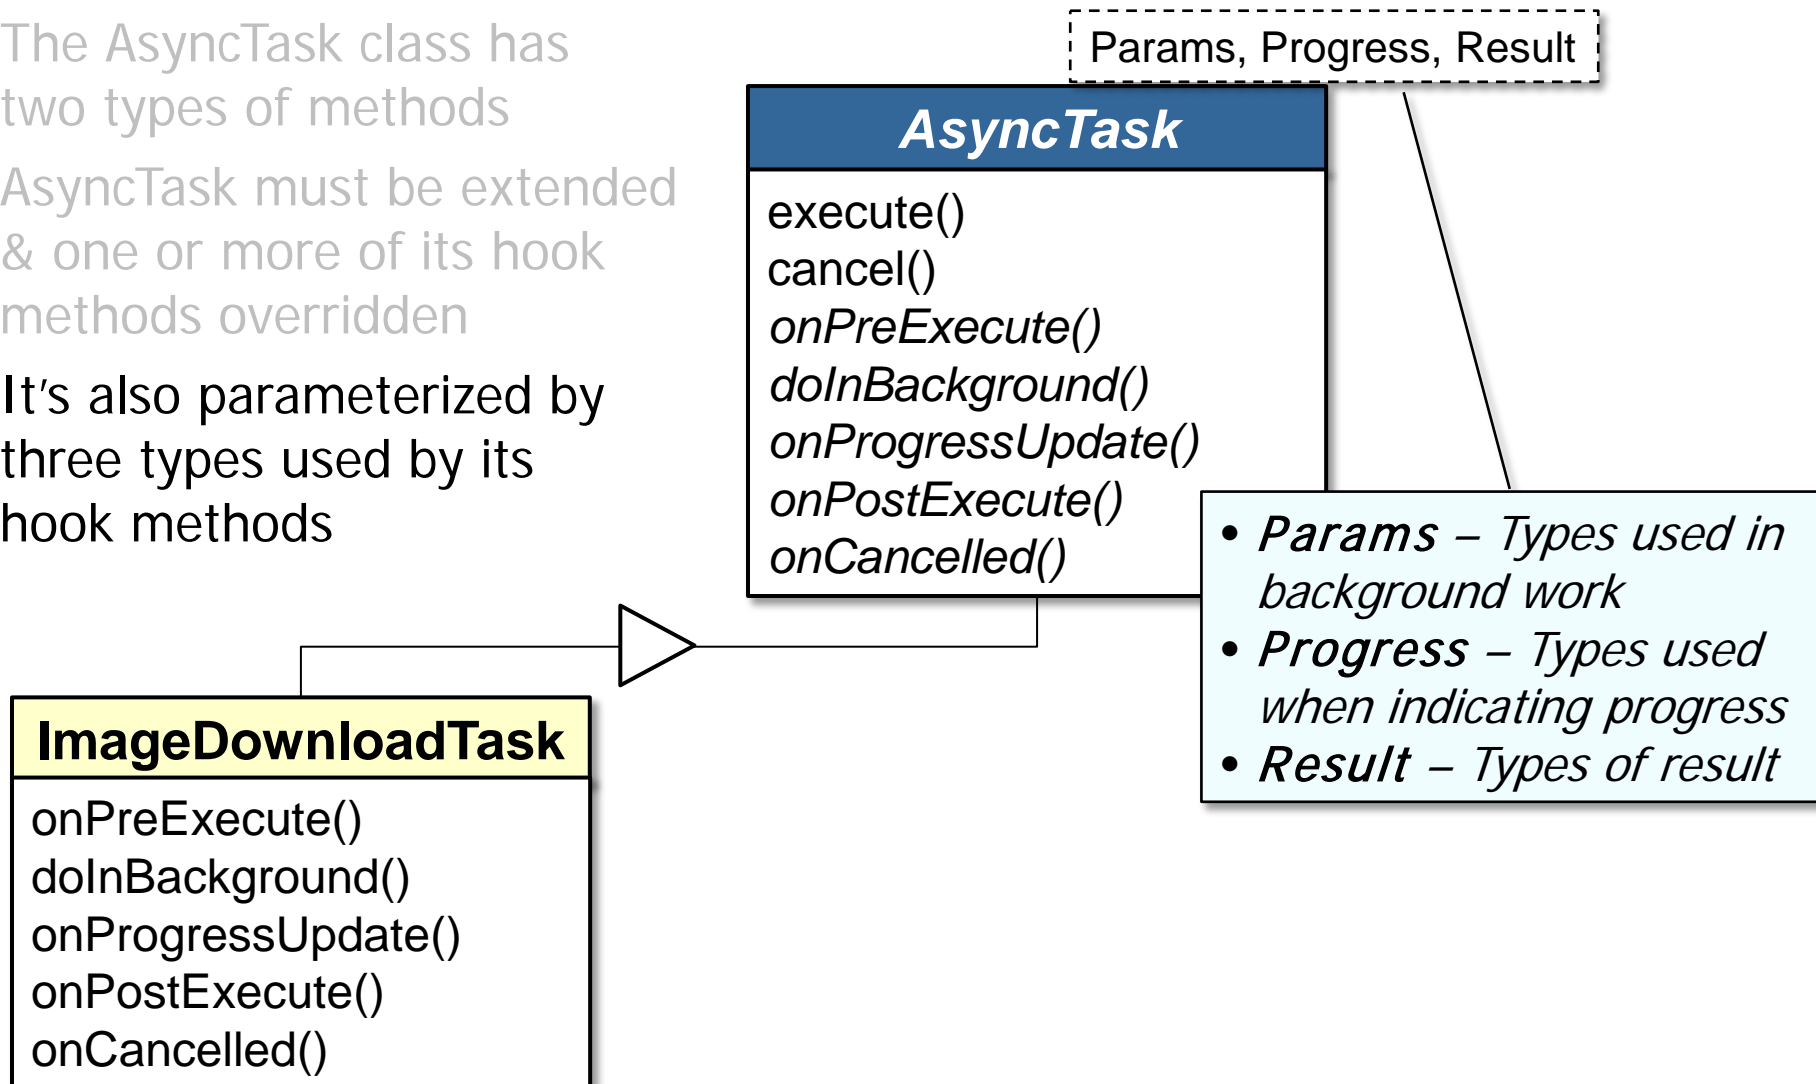 The AsyncTask class has
two types of methods
AsyncTask must be extended
& one or more of its hook
methods overridden
It's also parameterized by
three types used by its
hook methods
Params, Progress, Result
AsyncTask
execute()
cancel()
onPreExecute()
doInBackground()
onProgressUpdate()
onPostExecute()
onCancelled()
• Params – Types used in
background work
• Progress – Types used
when indicating progress
• Result – Types of result
ImageDownloadTask
onPreExecute()
doInBackground()
onProgressUpdate()
onPostExecute()
onCancelled()